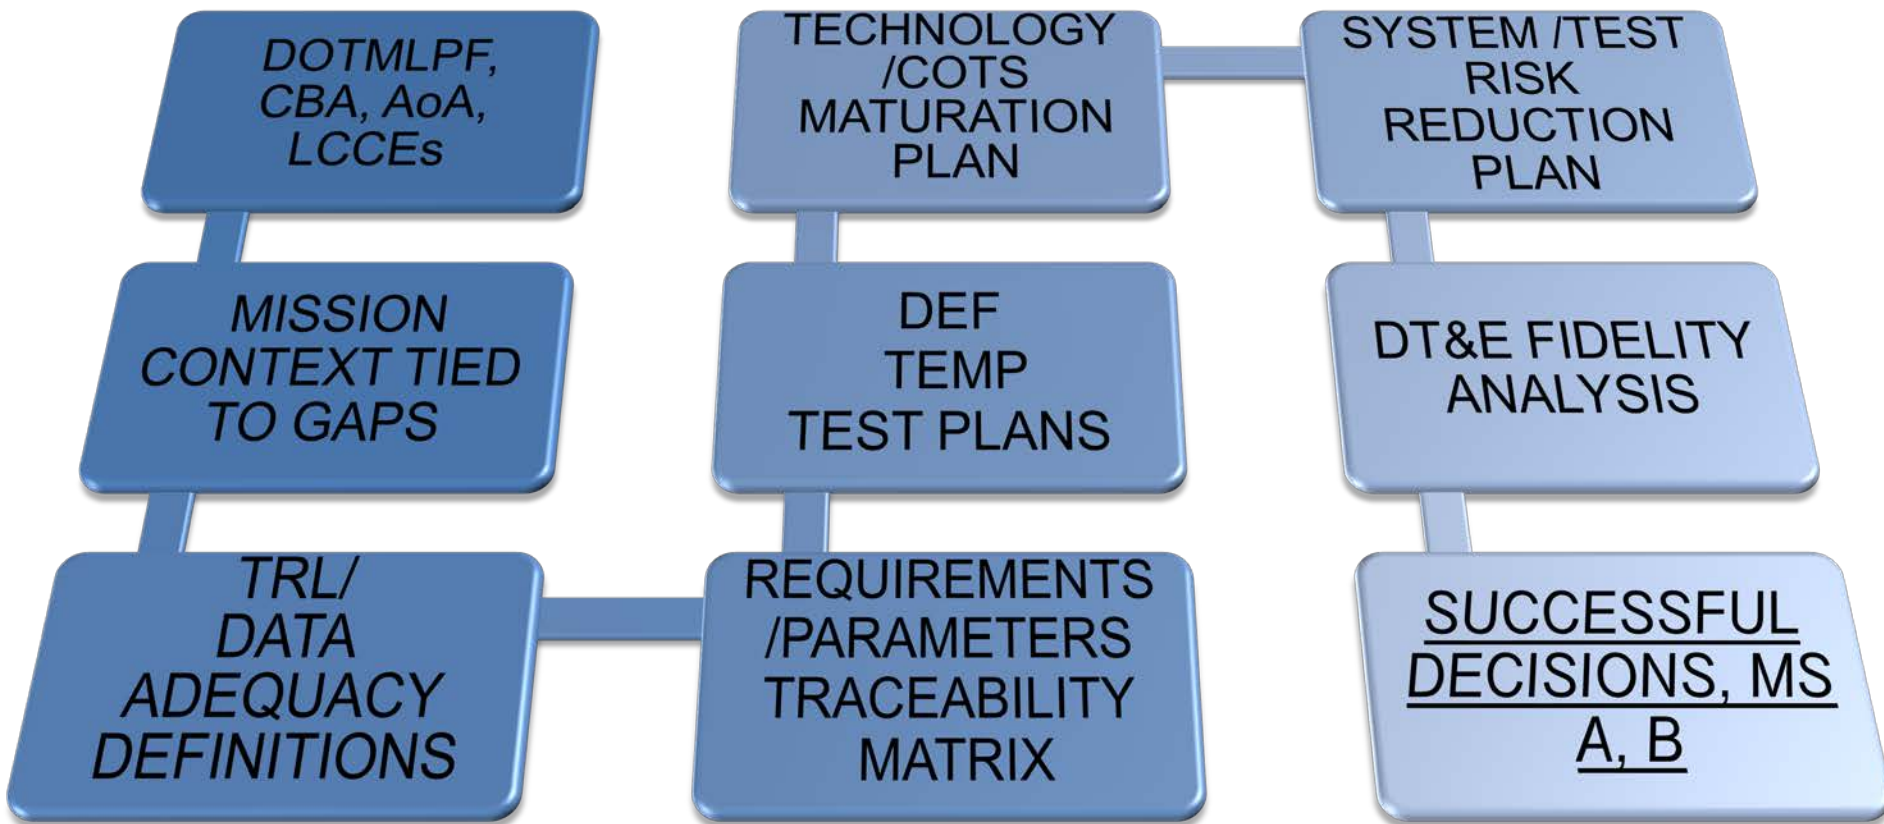 DOTMLPF,
CBA, AoA,
LCCEs
MISSION
CONTEXT TIED
TO GAPS
TRL/
DATA
ADEQUACY
DEFINITIONS
REQUIREMENTS
/PARAMETERS
TRACEABILITY
MATRIX
DEF
TEMP
TEST PLANS
TECHNOLOGY
/COTS
MATURATION
PLAN
SYSTEM /TEST
RISK
REDUCTION
PLAN
DT&E FIDELITY
ANALYSIS
SUCCESSFUL
DECISIONS, MS
A, B